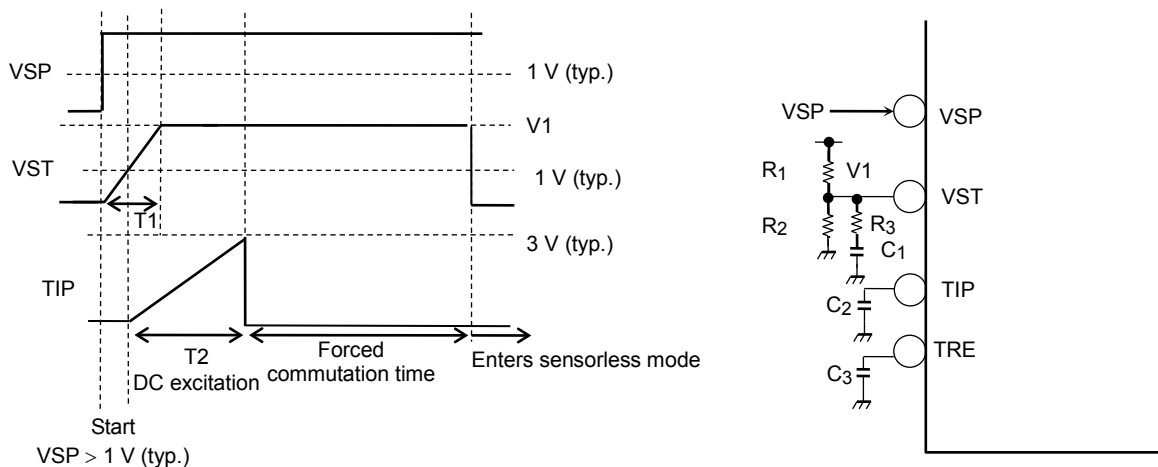 VSP
1 V (typ.)
V1
VST
1 V (typ.)
T1
3 V (typ.)
TIP
T2
DC excitation
Forced
commutation time
Enters sensorless mode
Start
VSP > 1 V (typ.)
VSP
VSP
R1
V1
VST
R2
R3
C1
TIP
C2
TRE
C3